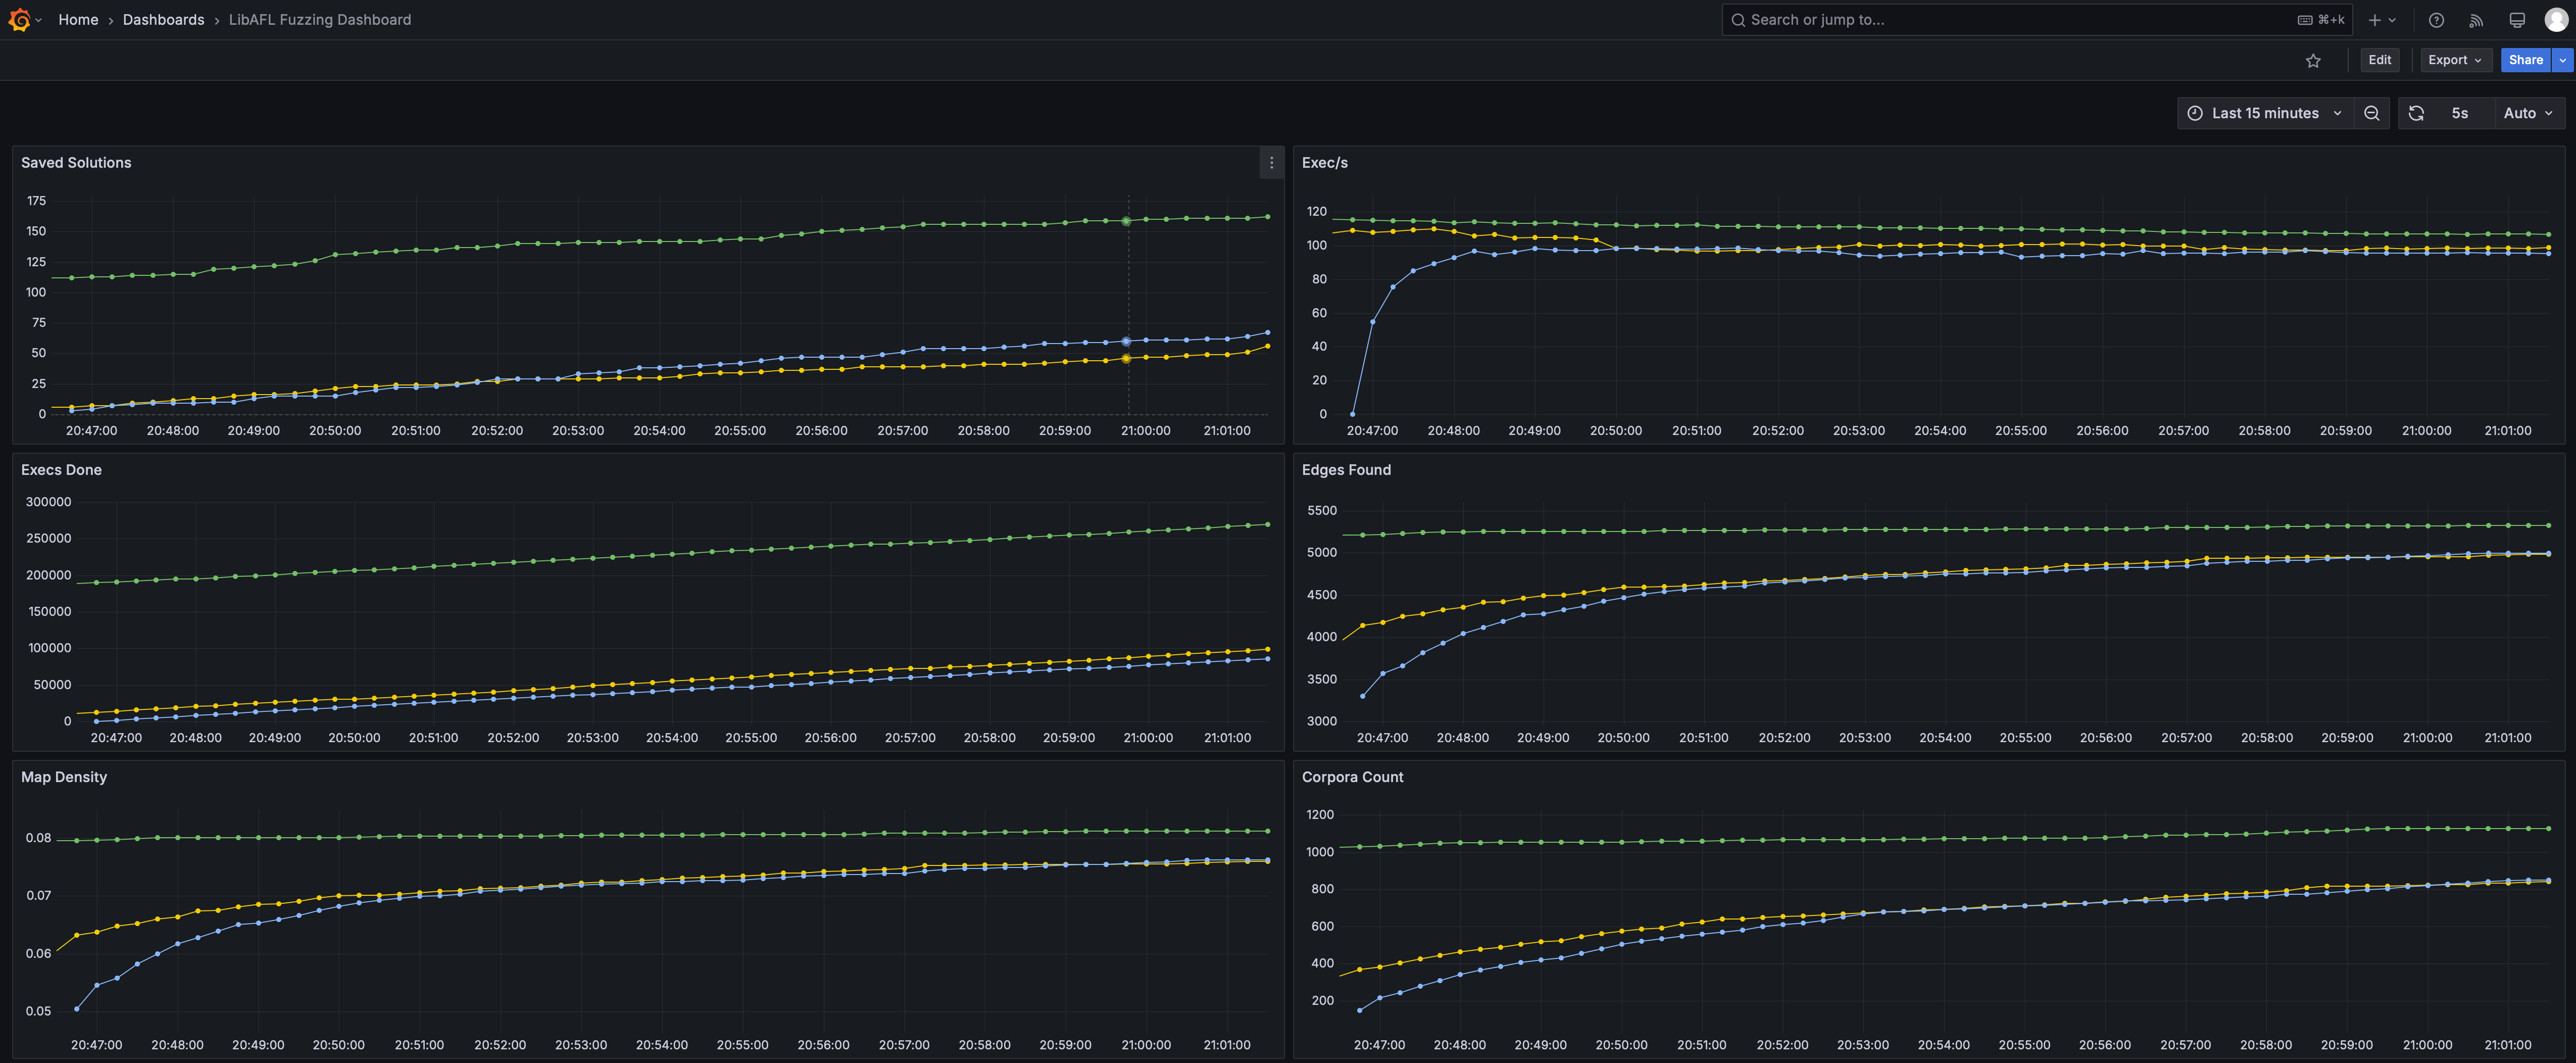 Home › Dashboards › LibAFL Fuzzing Dashboard
Search or jump to... ⌘+k
Edit Export Share
Last 15 minutes 5s Auto
Saved Solutions
175
150
125
100
75
50
25
0
20:47:00 20:48:00 20:49:00 20:50:00 20:51:00 20:52:00 20:53:00 20:54:00 20:55:00 20:56:00 20:57:00 20:58:00 20:59:00 21:00:00 21:01:00
Exec/s
120
100
80
60
40
20
0
20:47:00 20:48:00 20:49:00 20:50:00 20:51:00 20:52:00 20:53:00 20:54:00 20:55:00 20:56:00 20:57:00 20:58:00 20:59:00 21:00:00 21:01:00
Execs Done
300000
250000
200000
150000
100000
50000
0
20:47:00 20:48:00 20:49:00 20:50:00 20:51:00 20:52:00 20:53:00 20:54:00 20:55:00 20:56:00 20:57:00 20:58:00 20:59:00 21:00:00 21:01:00
Edges Found
5500
5000
4500
4000
3500
3000
20:47:00 20:48:00 20:49:00 20:50:00 20:51:00 20:52:00 20:53:00 20:54:00 20:55:00 20:56:00 20:57:00 20:58:00 20:59:00 21:00:00 21:01:00
Map Density
0.08
0.07
0.06
0.05
20:47:00 20:48:00 20:49:00 20:50:00 20:51:00 20:52:00 20:53:00 20:54:00 20:55:00 20:56:00 20:57:00 20:58:00 20:59:00 21:00:00 21:01:00
Corpora Count
1200
1000
800
600
400
200
20:47:00 20:48:00 20:49:00 20:50:00 20:51:00 20:52:00 20:53:00 20:54:00 20:55:00 20:56:00 20:57:00 20:58:00 20:59:00 21:00:00 21:01:00